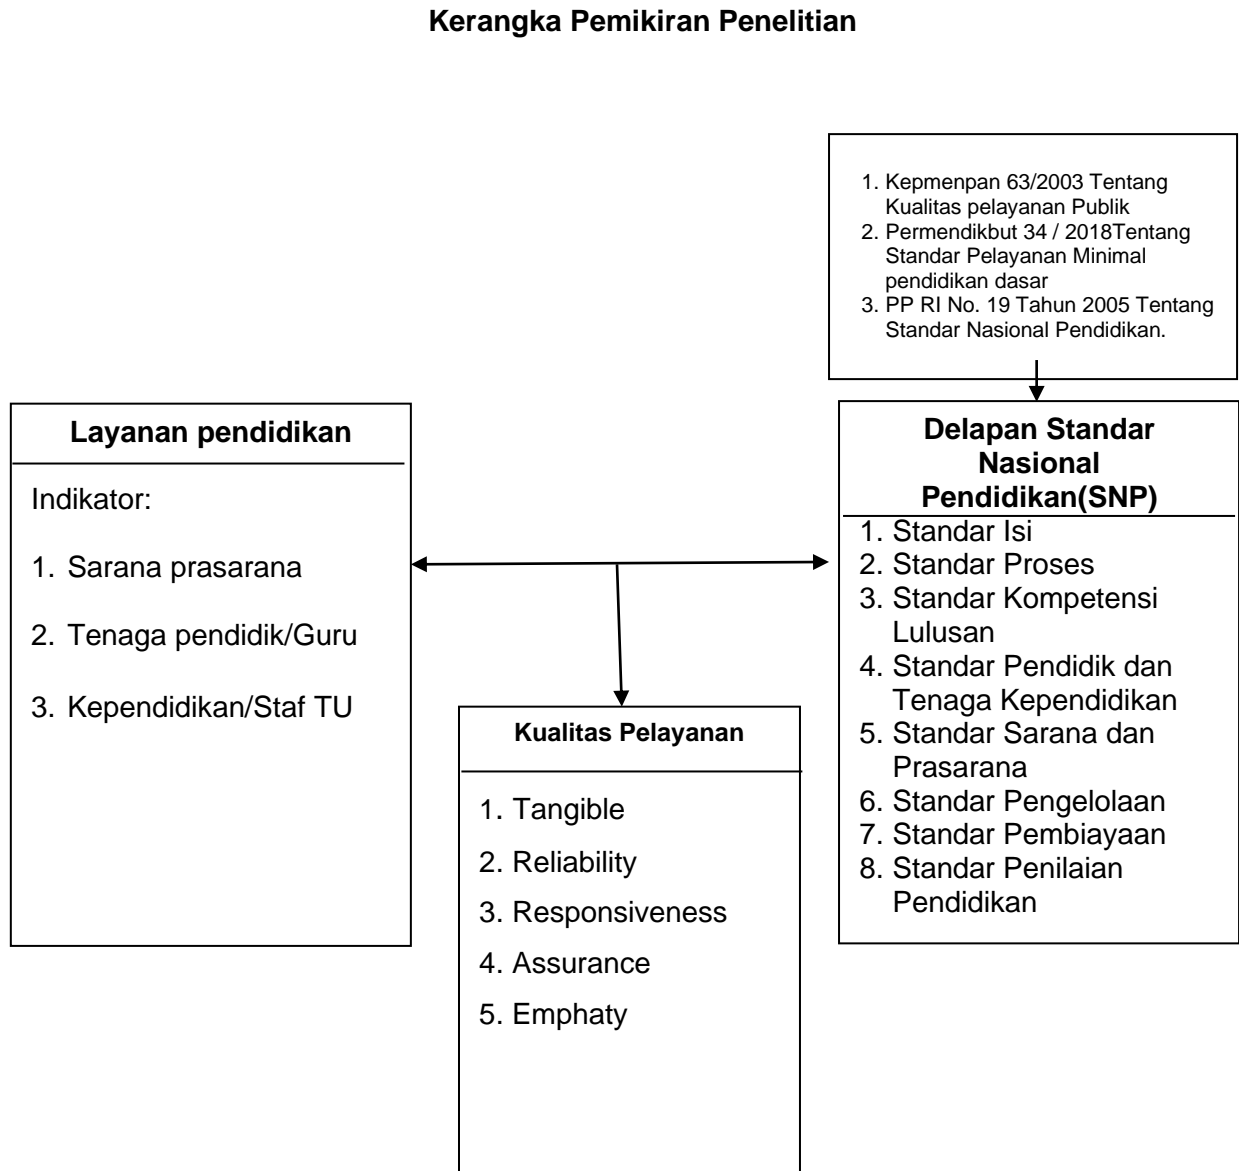 Kerangka Pemikiran Penelitian
1. Kepmenpan 63/2003 Tentang
Kualitas pelayanan Publik
2. Permendikbut 34 / 2018Tentang
Standar Pelayanan Minimal
pendidikan dasar
3. PP RI No. 19 Tahun 2005 Tentang
Standar Nasional Pendidikan.
Layanan pendidikan
Indikator:
1. Sarana prasarana
2. Tenaga pendidik/Guru
3. Kependidikan/Staf TU
Delapan Standar
Nasional
Pendidikan(SNP)
1. Standar Isi
2. Standar Proses
3. Standar Kompetensi
Lulusan
4. Standar Pendidik dan
Tenaga Kependidikan
5. Standar Sarana dan
Prasarana
6. Standar Pengelolaan
7. Standar Pembiayaan
8. Standar Penilaian
Pendidikan
Kualitas Pelayanan
1. Tangible
2. Reliability
3. Responsiveness
4. Assurance
5. Emphaty